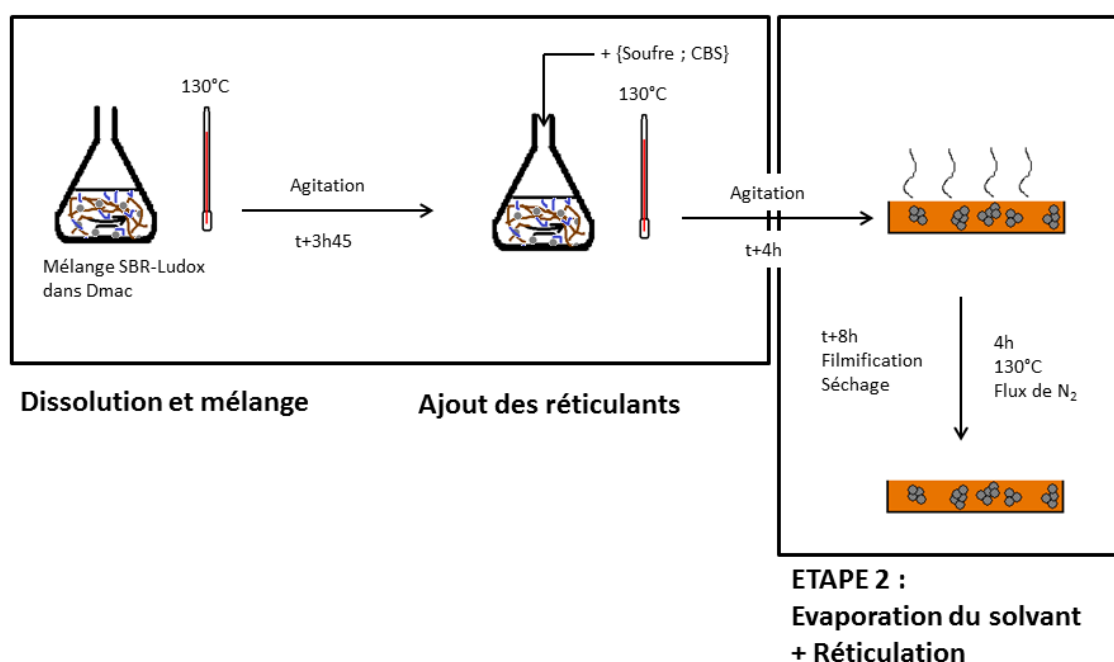 + {Soufre ; CBS}
130°C
130°C
Agitation
t+3h45
Agitation
t+4h
Mélange SBR-Ludox
dans Dmac
t+8h
Filmification
Séchage
4h
130°C
Flux de N₂
Dissolution et mélange
Ajout des réticulants
ETAPE 2 :
Evaporation du solvant
+ Réticulation